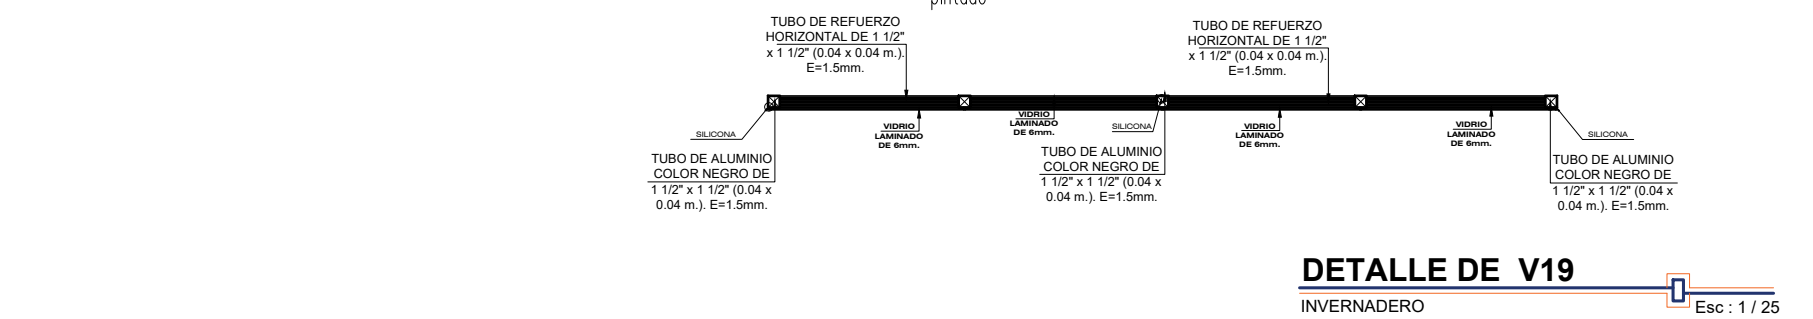 pintado
TUBO DE REFUERZO
HORIZONTAL DE 1 1/2"
x 1 1/2" (0.04 x 0.04 m.).
E=1.5mm.
TUBO DE REFUERZO
HORIZONTAL DE 1 1/2"
x 1 1/2" (0.04 x 0.04 m.).
E=1.5mm.
SILICONA
VIDRIO
LAMINADO
DE 6mm.
VIDRIO
LAMINADO
DE 6mm.
SILICONA
VIDRIO
LAMINADO
DE 6mm.
VIDRIO
LAMINADO
DE 6mm.
SILICONA
TUBO DE ALUMINIO
COLOR NEGRO DE
1 1/2" x 1 1/2" (0.04 x
0.04 m.). E=1.5mm.
TUBO DE ALUMINIO
COLOR NEGRO DE
1 1/2" x 1 1/2" (0.04 x
0.04 m.). E=1.5mm.
TUBO DE ALUMINIO
COLOR NEGRO DE
1 1/2" x 1 1/2" (0.04 x
0.04 m.). E=1.5mm.
DETALLE DE V19
INVERNADERO
Esc : 1 / 25